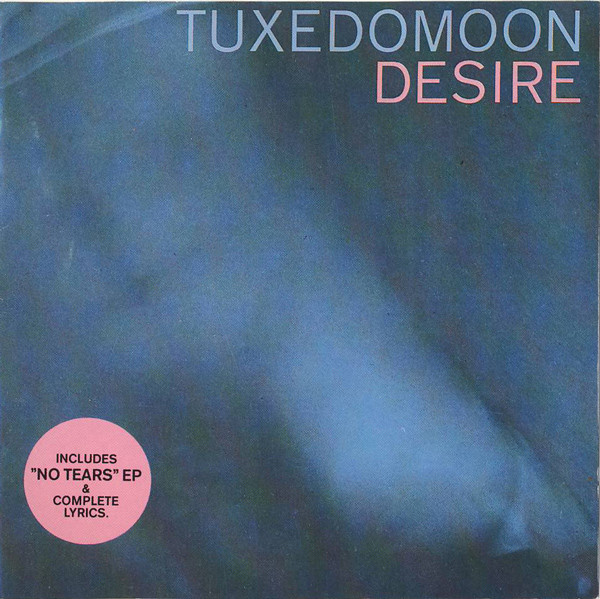 TUXEDOMOON
DESIRE
INCLUDES
"NO TEARS" EP
&
COMPLETE
LYRICS.